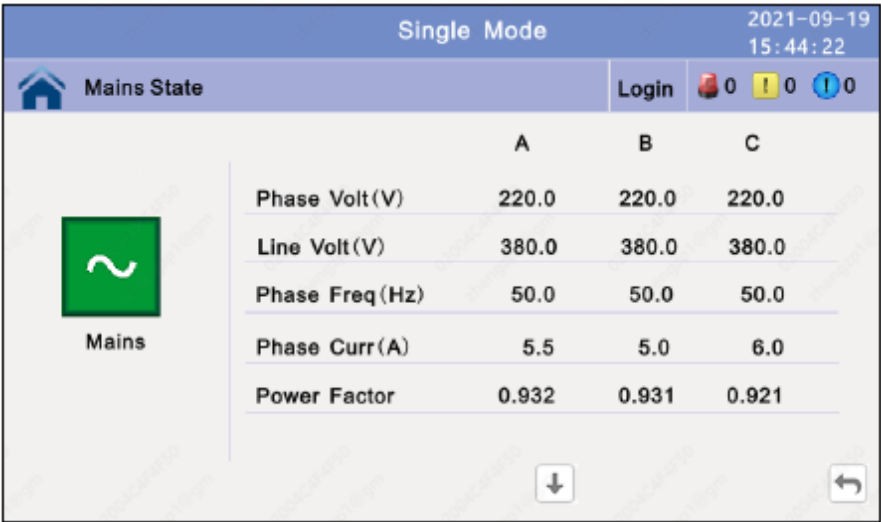 Single Mode
2021-09-19
15:44:22
Mains State
Login
0
0
0
A B C
Phase Volt(V) 220.0 220.0 220.0
Line Volt(V) 380.0 380.0 380.0
Phase Freq(Hz) 50.0 50.0 50.0
Mains
Phase Curr(A) 5.5 5.0 6.0
Power Factor 0.932 0.931 0.921